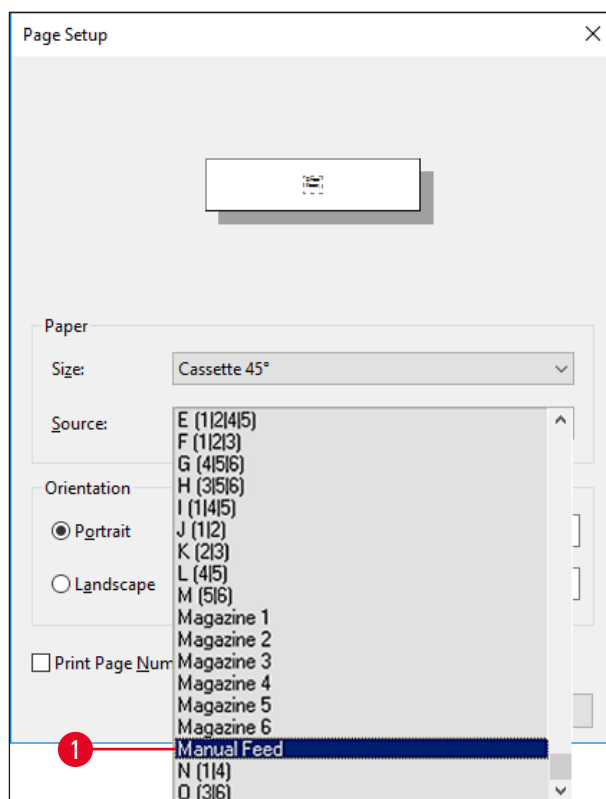 Page Setup
Paper
Size:
Cassette 45°
Source:
E (1|2|4|5)
F (1|2|3)
G (4|5|6)
H (3|5|6)
Orientation
I (1|4|5)
Portrait
J (1|2)
K (2|3)
L (4|5)
Landscape
M (5|6)
Magazine 1
Magazine 2
Print Page Num
Magazine 3
Magazine 4
Magazine 5
Magazine 6
1
Manual Feed
N (1|4)
O (3|6)